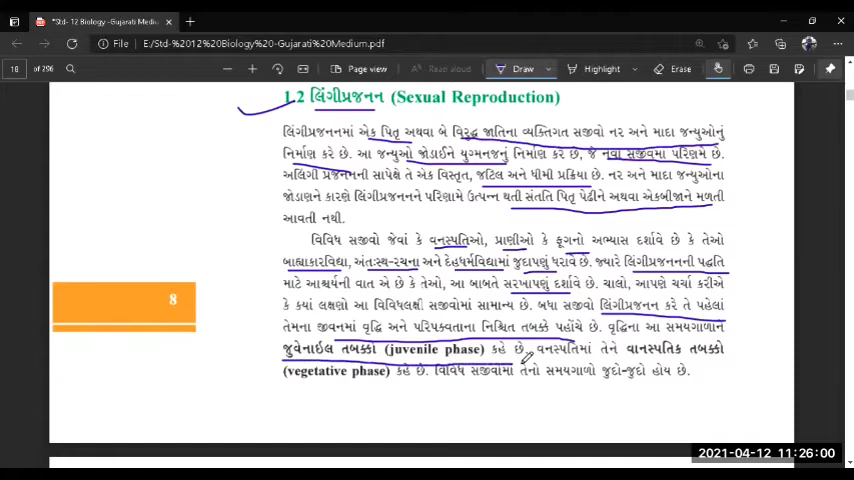 *Std- 12 Biology -Gujarati Mediu
File
E:/Std-%2012%20Biology%20-Gujarati%20Medium.pdf
18 of 296
Page view
Read aloud
Draw
Highlight
Erase
1.2 લિંગીપ્રજનન (Sexual Reproduction)
લિંગીપ્રજનનમાં એક પિતૃ અથવા બે વિરુદ્ધ જાતિના વ્યક્તિગત સજીવો નર અને માદા જન્યુઓનું
નિર્માણ કરે છે. આ જન્યુઓ જોડાઈને યુગ્મનજનું નિર્માણ કરે છે, જે નવા સજીવમાં પરિણમે છે.
અલિંગી પ્રજનનની સાપેક્ષે તે એક વિસ્તૃત, જટિલ અને ધીમી પ્રક્રિયા છે. નર અને માદા જન્યુઓના
જોડાણને કારણે લિંગીપ્રજનનને પરિણામે ઉત્પન્ન થતી સંતતિ પિતૃ પેઢીને અથવા એકબીજાને મળતી
આવતી નથી.
વિવિધ સજીવો જેવાં કે વનસ્પતિઓ, પ્રાણીઓ કે ફૂગનો અભ્યાસ દર્શાવે છે કે તેઓ
બાહ્યાકારવિદ્યા, અંતઃસ્થ-રચના અને દેહધર્મવિદ્યામાં જુદાપણું ધરાવે છે. જ્યારે લિંગીપ્રજનનની પદ્ધતિ
માટે આશ્ચર્યની વાત એ છે કે તેઓ, આ બાબતે સરખાપણું દર્શાવે છે. ચાલો, આપણે ચર્ચા કરીએ
કે કયાં લક્ષણો આ વિવિધલક્ષી સજીવોમાં સામાન્ય છે. બધા સજીવો લિંગીપ્રજનન કરે તે પહેલાં
તેમના જીવનમાં વૃદ્ધિ અને પરિપક્વતાના નિશ્ચિત તબક્કે પહોંચે છે. વૃદ્ધિના આ સમયગાળાને
જુવેનાઇલ તબક્કો (juvenile phase) કહે છે. વનસ્પતિમાં તેને વાનસ્પતિક તબક્કો
(vegetative phase) કહે છે. વિવિધ સજીવોમાં તેનો સમયગાળો જુદો-જુદો હોય છે.
8
2021-04-12 11:26:00